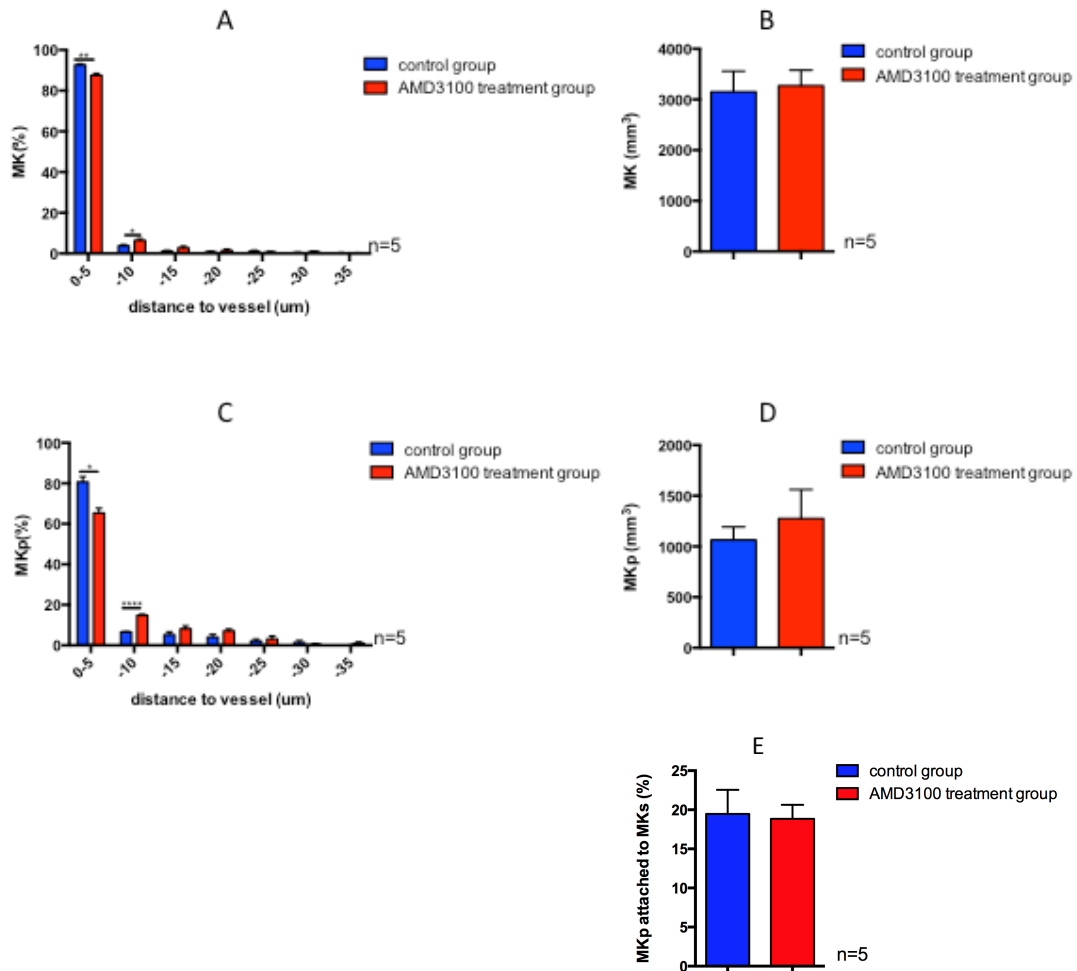 A
100
80
60
40
20
0
MK(%)
**
*
0-5
-10
-15
-20
-25
-30
-35
n=5
distance to vessel (um)
control group
AMD3100 treatment group
B
4000
3000
2000
1000
0
MK (mm³)
control group
AMD3100 treatment group
n=5
C
100
80
60
40
20
0
MKp(%)
*
****
0-5
-10
-15
-20
-25
-30
-35
n=5
distance to vessel (um)
control group
AMD3100 treatment group
D
2000
1500
1000
500
0
MKp (mm³)
control group
AMD3100 treatment group
n=5
E
25
20
15
10
5
0
MKp attached to MKs (%)
control group
AMD3100 treatment group
n=5